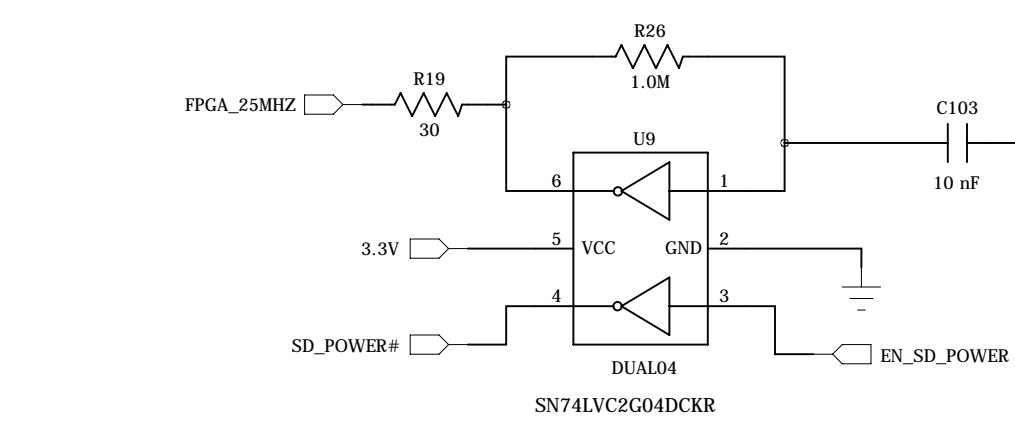 R26
1.0M
R19
FPGA_25MHZ
30
C103
10 nF
U9
6
1
5
VCC
GND
2
3.3V
4
3
SD_POWER#
EN_SD_POWER
DUAL04
SN74LVC2G04DCKR